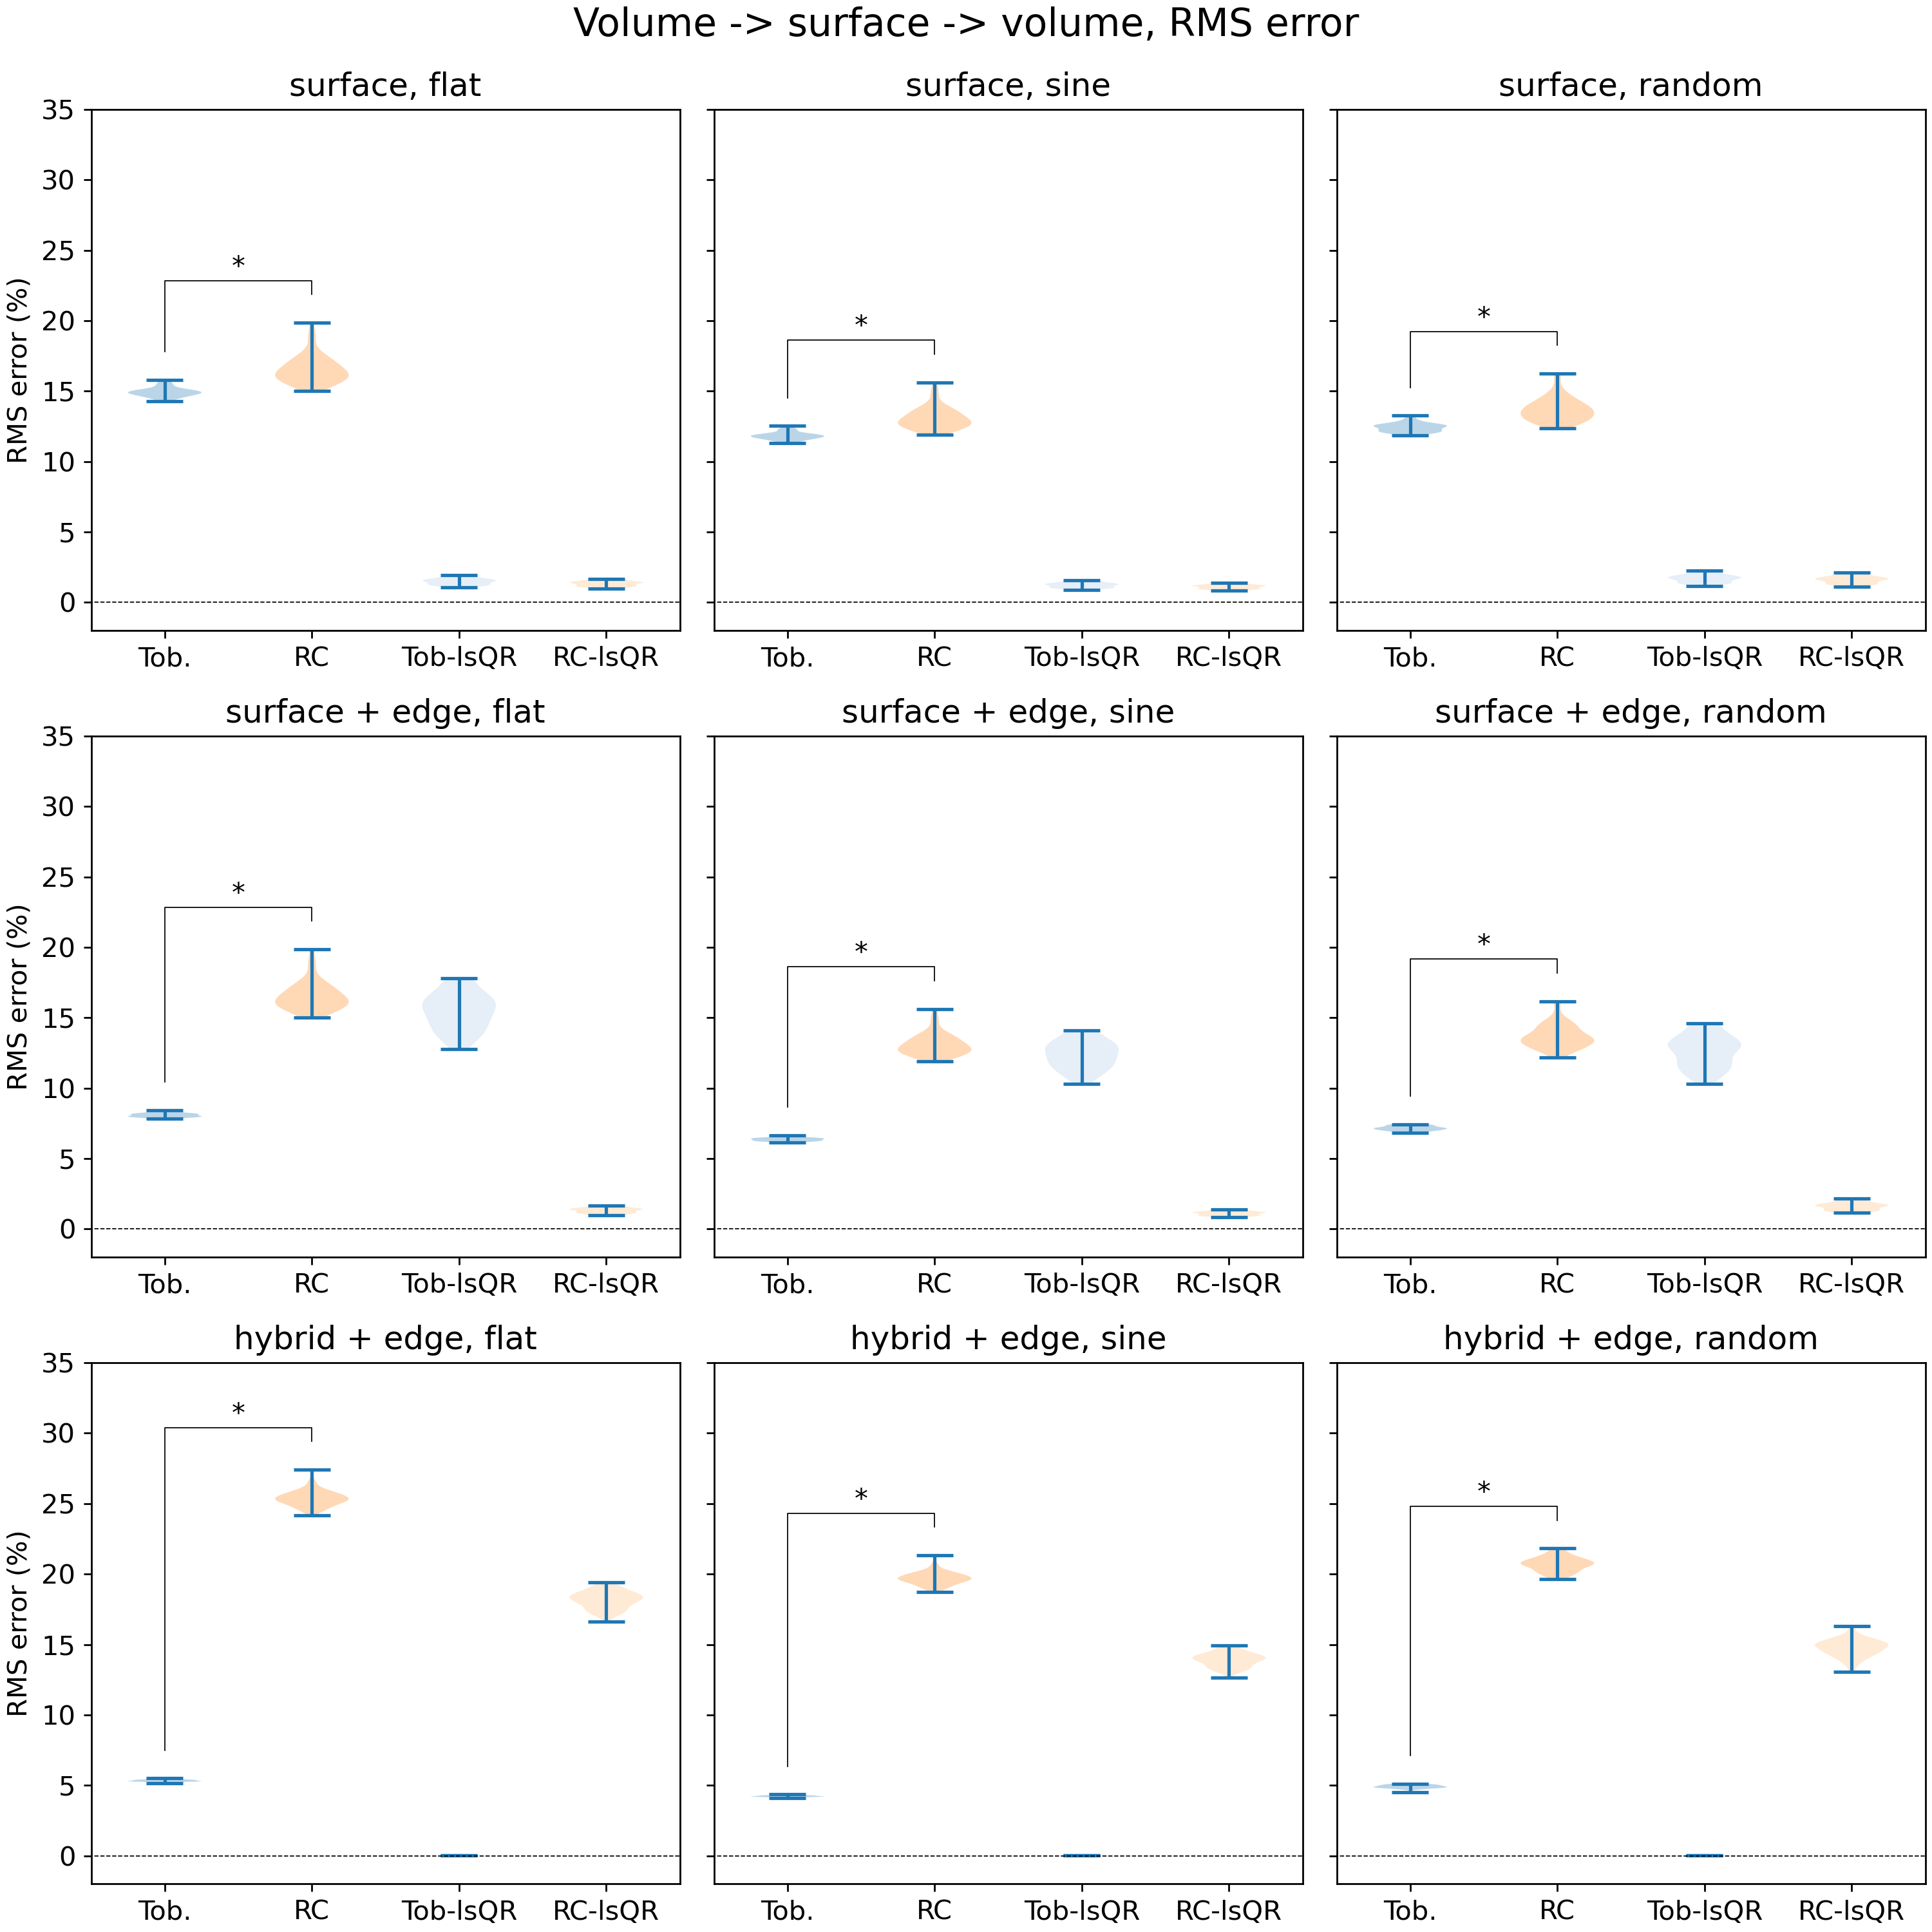 Volume -> surface -> volume, RMS error
surface, flat
surface, sine
surface, random
RMS error (%)
35
30
25
20
15
10
5
0
*
*
*
Tob. RC Tob-lsQR RC-lsQR
Tob. RC Tob-lsQR RC-lsQR
Tob. RC Tob-lsQR RC-lsQR
surface + edge, flat
surface + edge, sine
surface + edge, random
RMS error (%)
35
30
25
20
15
10
5
0
*
*
*
Tob. RC Tob-lsQR RC-lsQR
Tob. RC Tob-lsQR RC-lsQR
Tob. RC Tob-lsQR RC-lsQR
hybrid + edge, flat
hybrid + edge, sine
hybrid + edge, random
RMS error (%)
35
30
25
20
15
10
5
0
*
*
*
Tob. RC Tob-lsQR RC-lsQR
Tob. RC Tob-lsQR RC-lsQR
Tob. RC Tob-lsQR RC-lsQR